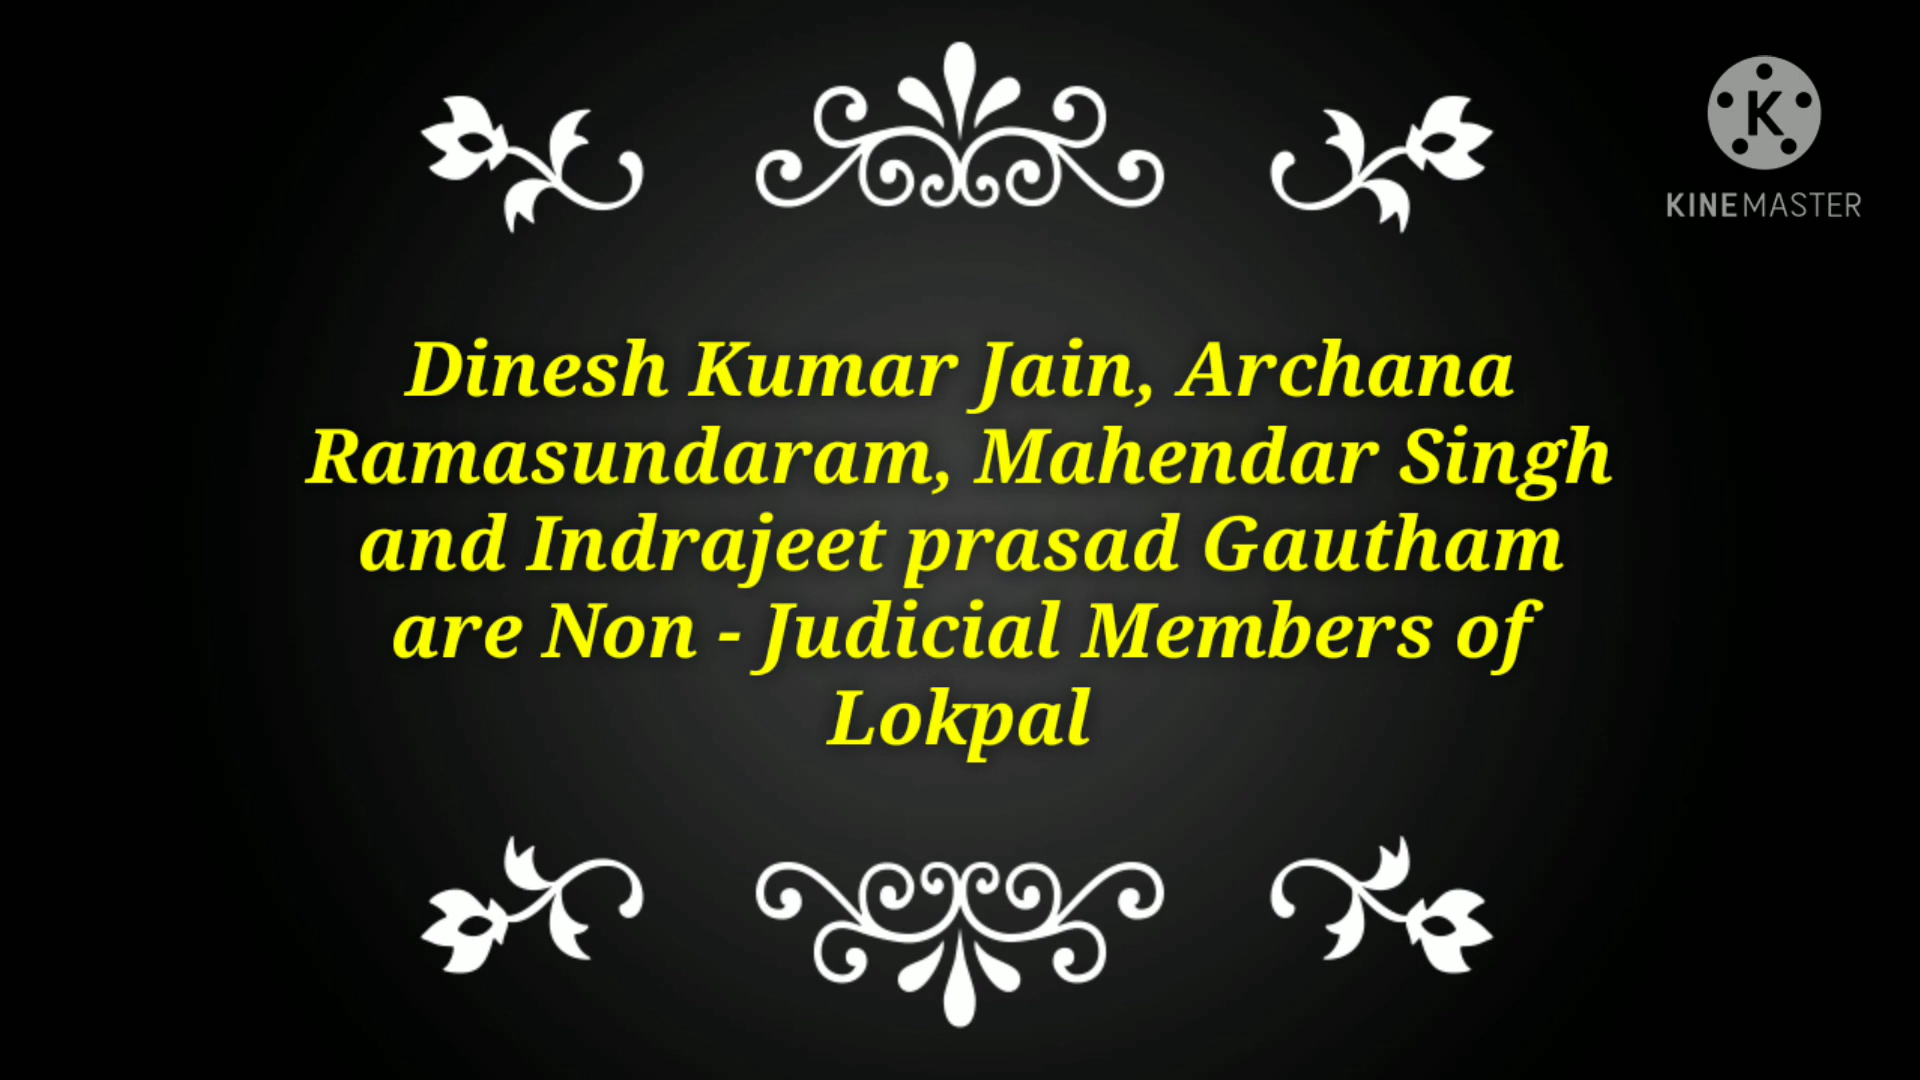 K
KINEMASTER
Dinesh Kumar Jain, Archana
Ramasundaram, Mahendar Singh
and Indrajeet prasad Gautham
are Non - Judicial Members of
Lokpal